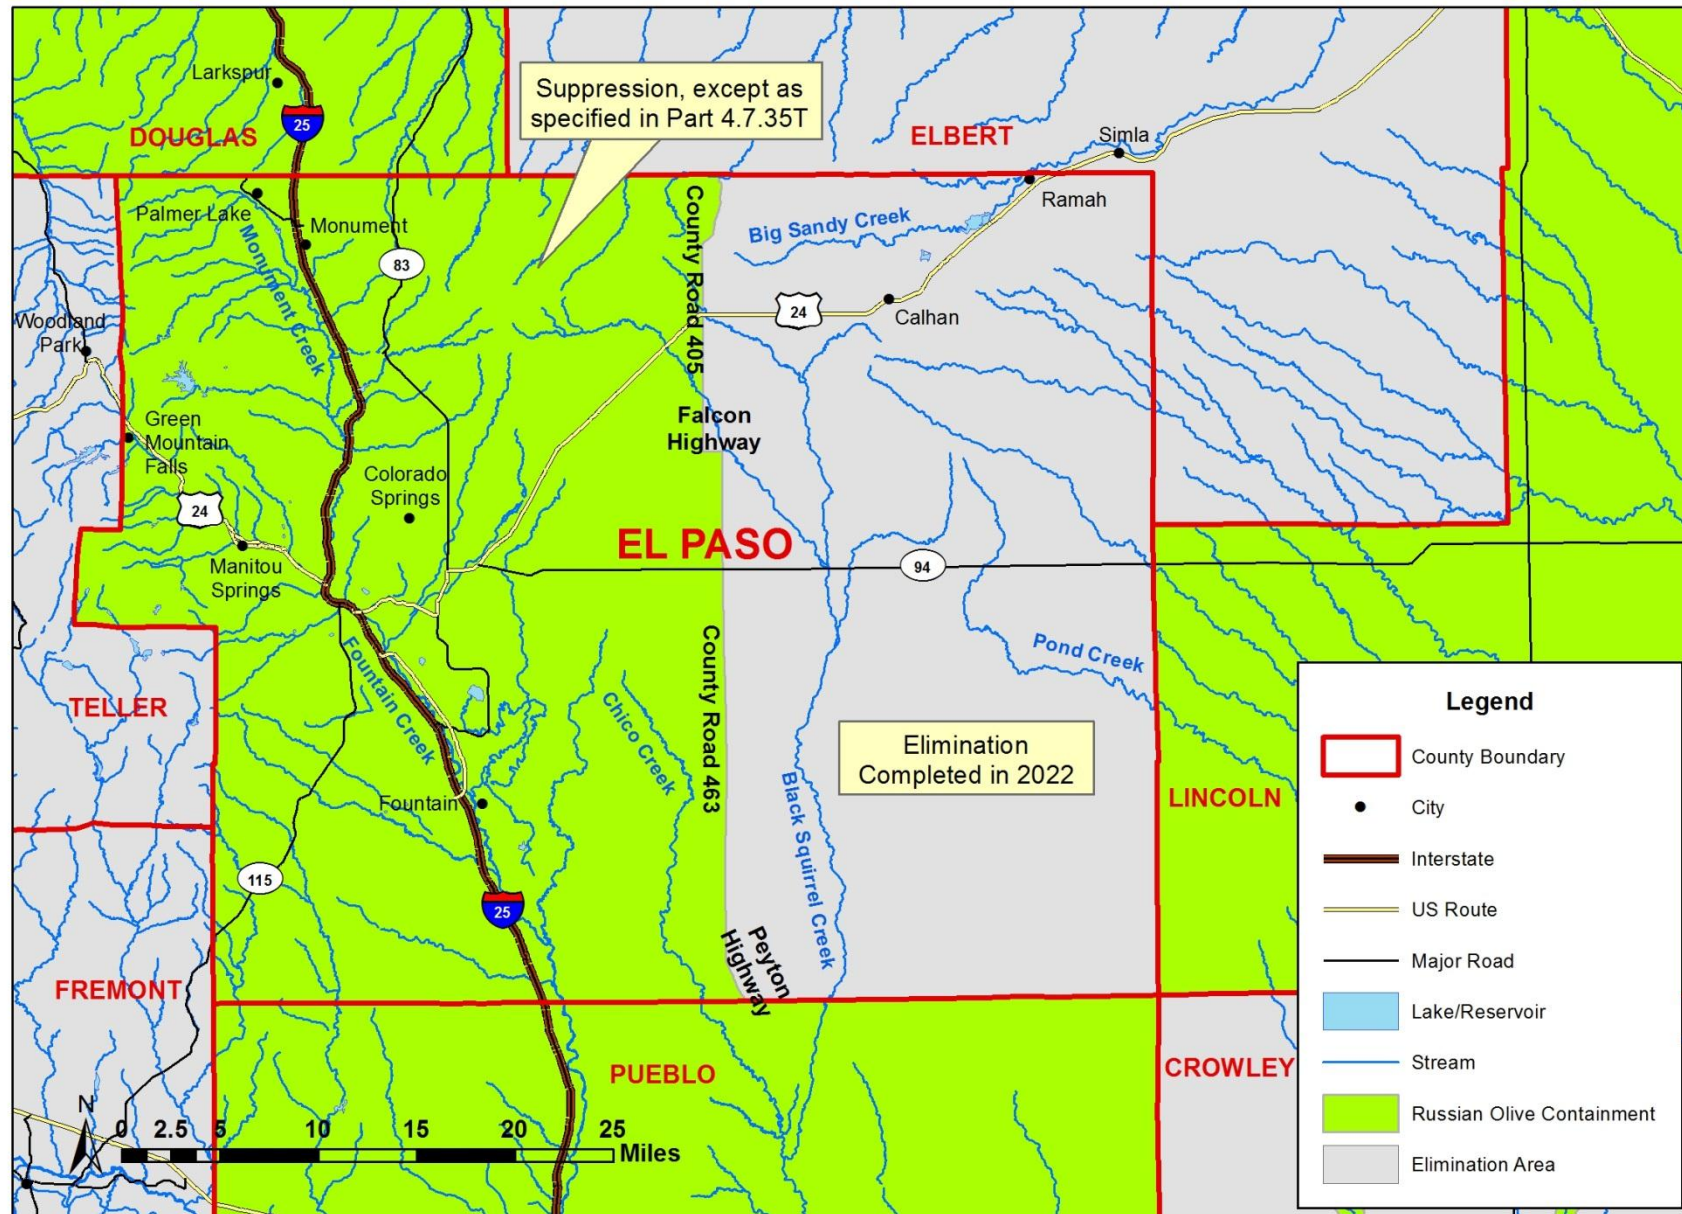 Larkspur
25
DOUGLAS
Suppression, except as
specified in Part 4.7.35T
ELBERT
Simla
Ramah
Palmer Lake
Monument
83
Monument Creek
County Road 405
Big Sandy Creek
24
Calhan
Woodland
Park
Green
Mountain
Falls
Falcon
Highway
Colorado
Springs
24
Manitou
Springs
EL PASO
94
Pond Creek
TELLER
Fountain Creek
Chico Creek
County Road 463
Elimination
Completed in 2022
Black Squirrel Creek
LINCOLN
Fountain
115
25
Peyton
Highway
FREMONT
PUEBLO
CROWLEY
N
0 2.5 5 10 15 20 25
Miles
Legend
County Boundary
City
Interstate
US Route
Major Road
Lake/Reservoir
Stream
Russian Olive Containment
Elimination Area